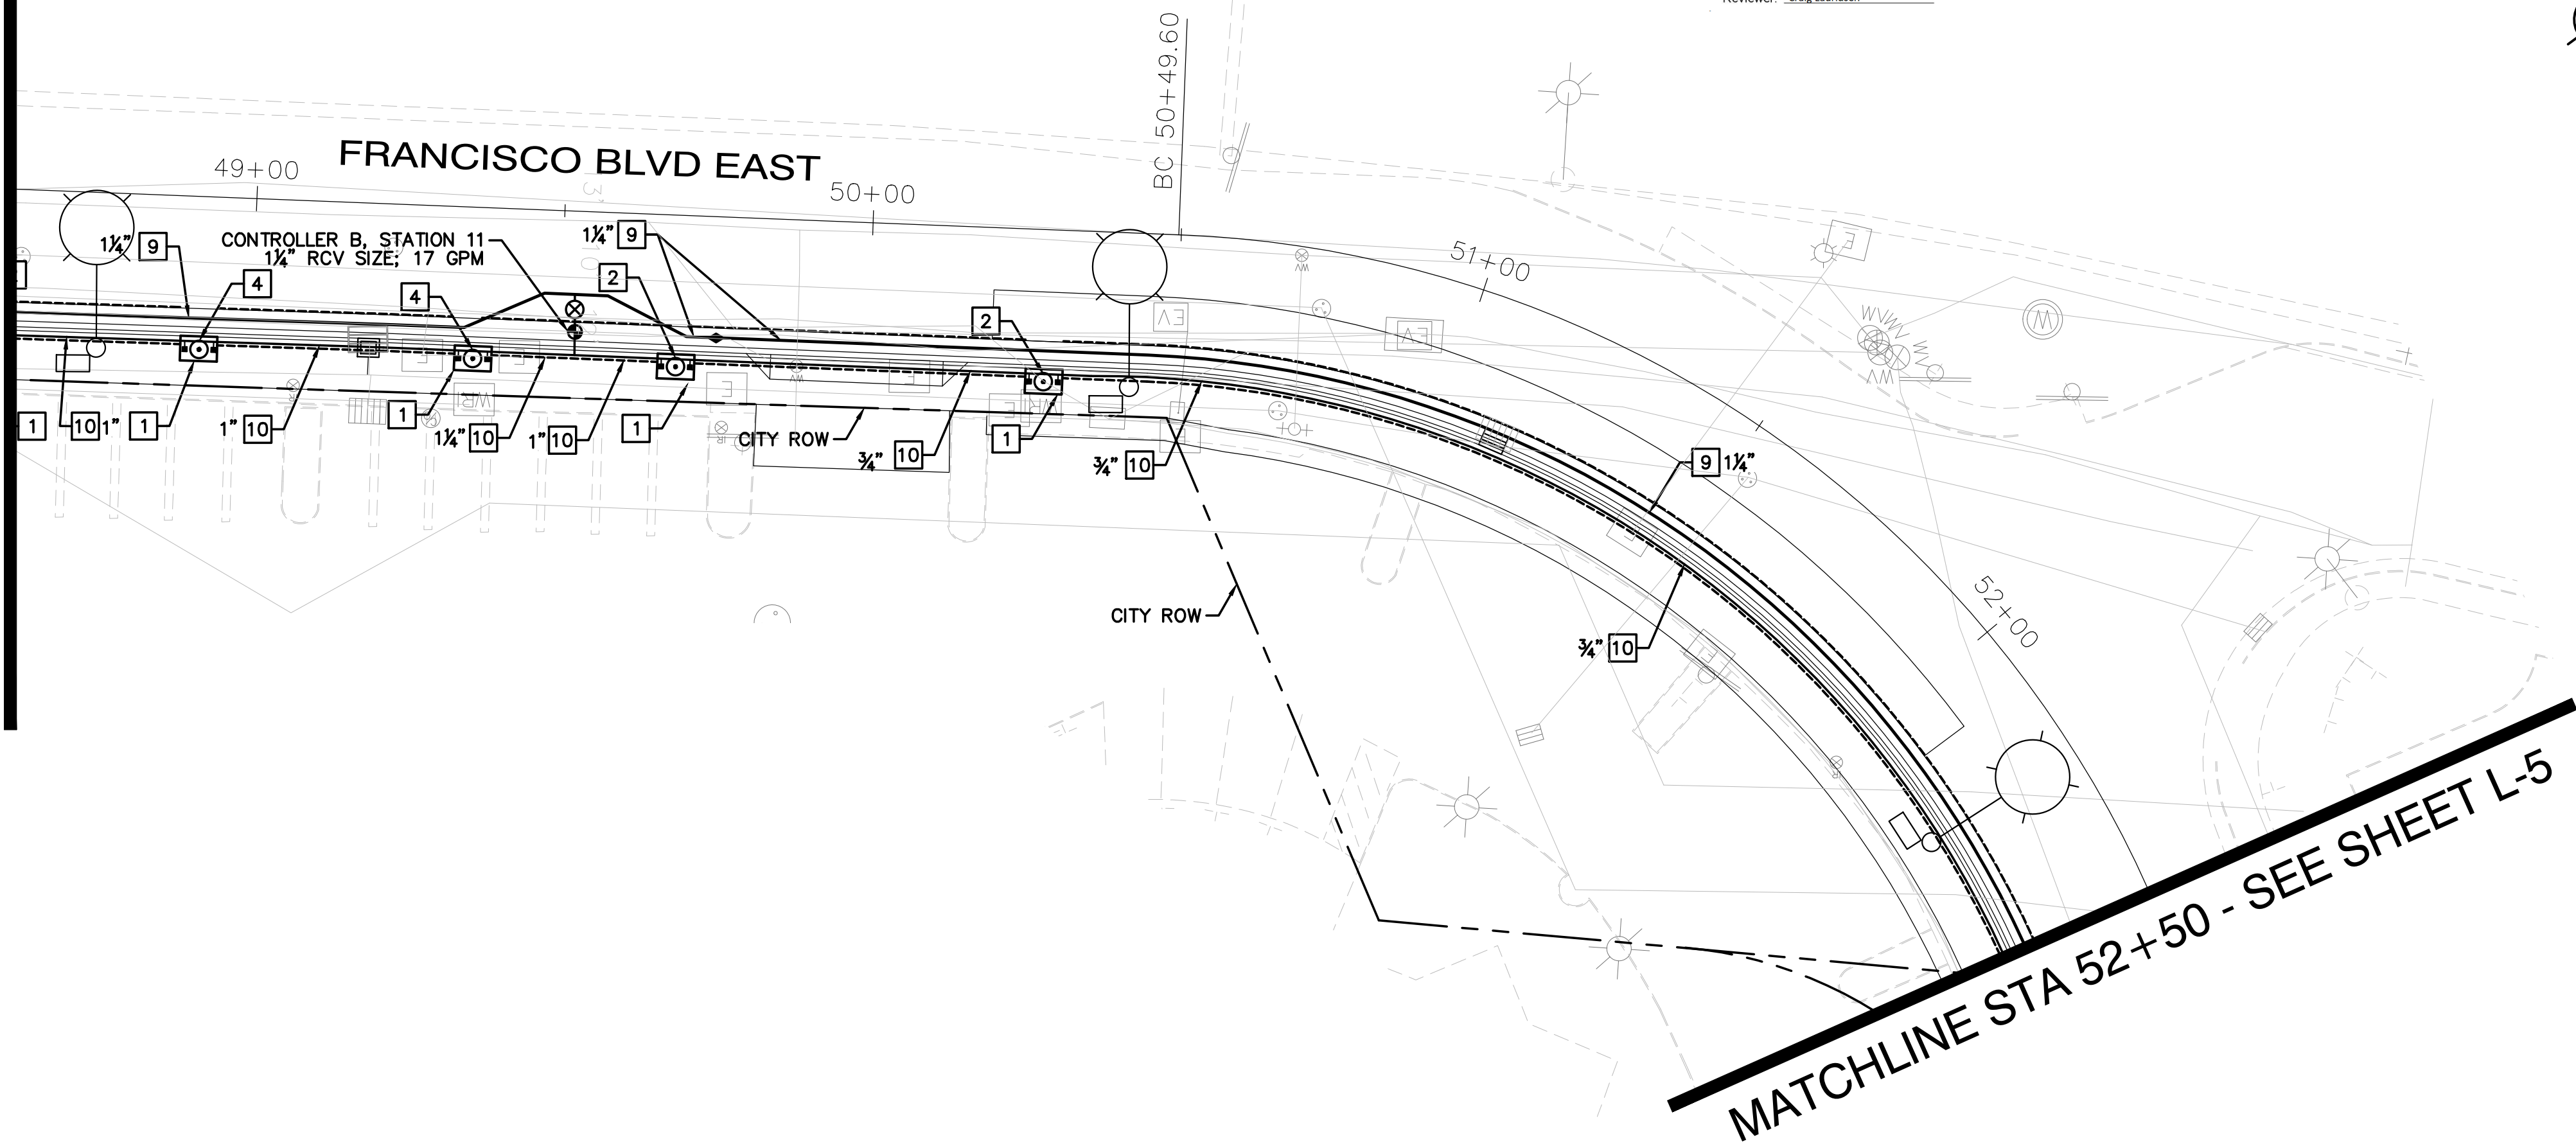 Reviewer:
BC 50+49.60
FRANCISCO BLVD EAST
49+00
50+00
51+00
52+00
1¼" 9
CONTROLLER B, STATION 11
1¼" RCV SIZE; 17 GPM
1¼" 9
4
4
2
2
1
10 1"
1
1" 10
1
1¼" 10
1" 10
1
CITY ROW
¾" 10
1
¾" 10
9 1¼"
CITY ROW
¾" 10
MATCHLINE STA 52+50 - SEE SHEET L-5